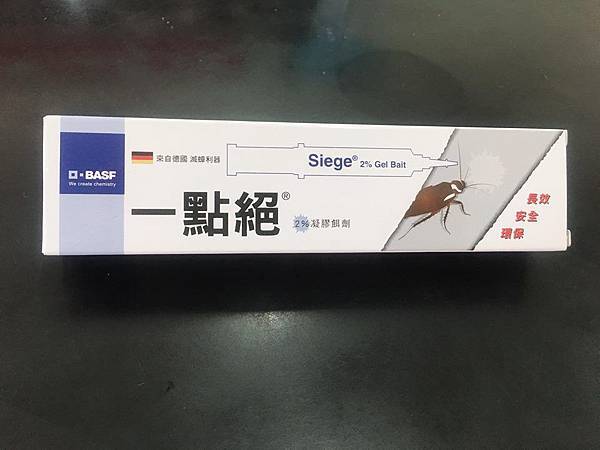 BASF
We create chemistry
來自德國 滅蟑利器
Siege® 2% Gel Bait
一點絕®
2%凝膠餌劑
長效
安全
環保